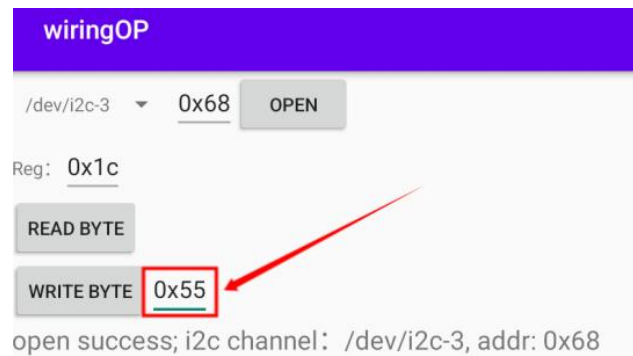 wiringOP
/dev/i2c-3 0x68 OPEN
Reg: 0x1c
READ BYTE
WRITE BYTE 0x55
open success; i2c channel：/dev/i2c-3, addr: 0x68